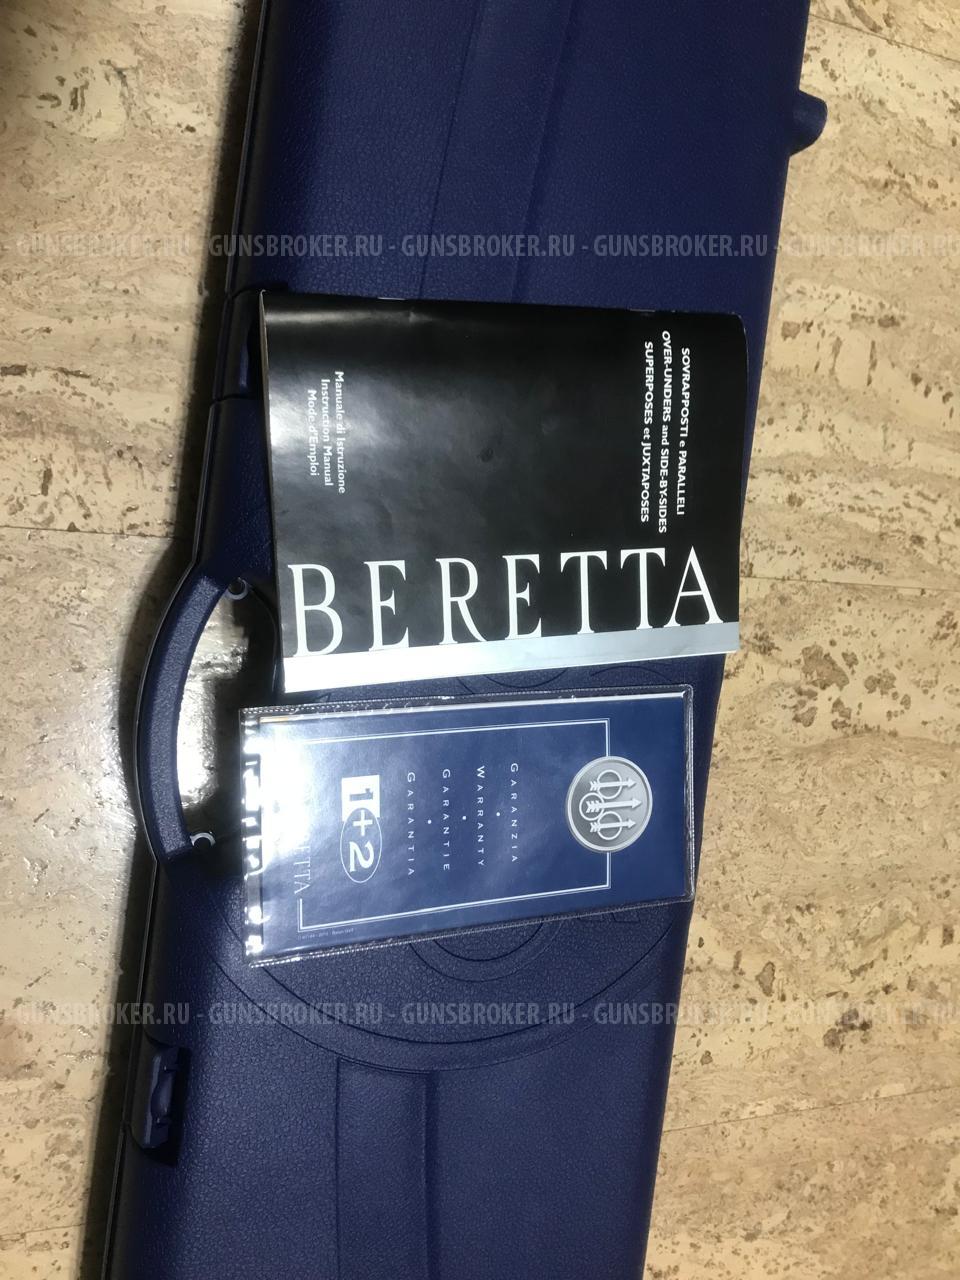 GUNSBROKER.RU - GUNSBROKER.RU - GUNSBROKER.RU - GUNSBROKER.RU - GUNSBROKER.RU
SOVRAPPOSTI e PARALLELI
OVER-UNDERS and SIDE-BY-SIDES
SUPERPOSES et JUXTAPOSES
Manuale di Istruzione
Instruction Manual
Mode d'Emploi
BERETTA
GARANZIA
•
WARRANTY
•
GARANTIE
•
GARANTIA
1+2
GUNSBROKER.RU - GUNSBROKER.RU - GUNSBROKER.RU - GUNSBROKER.RU - GUNSBROKER.RU